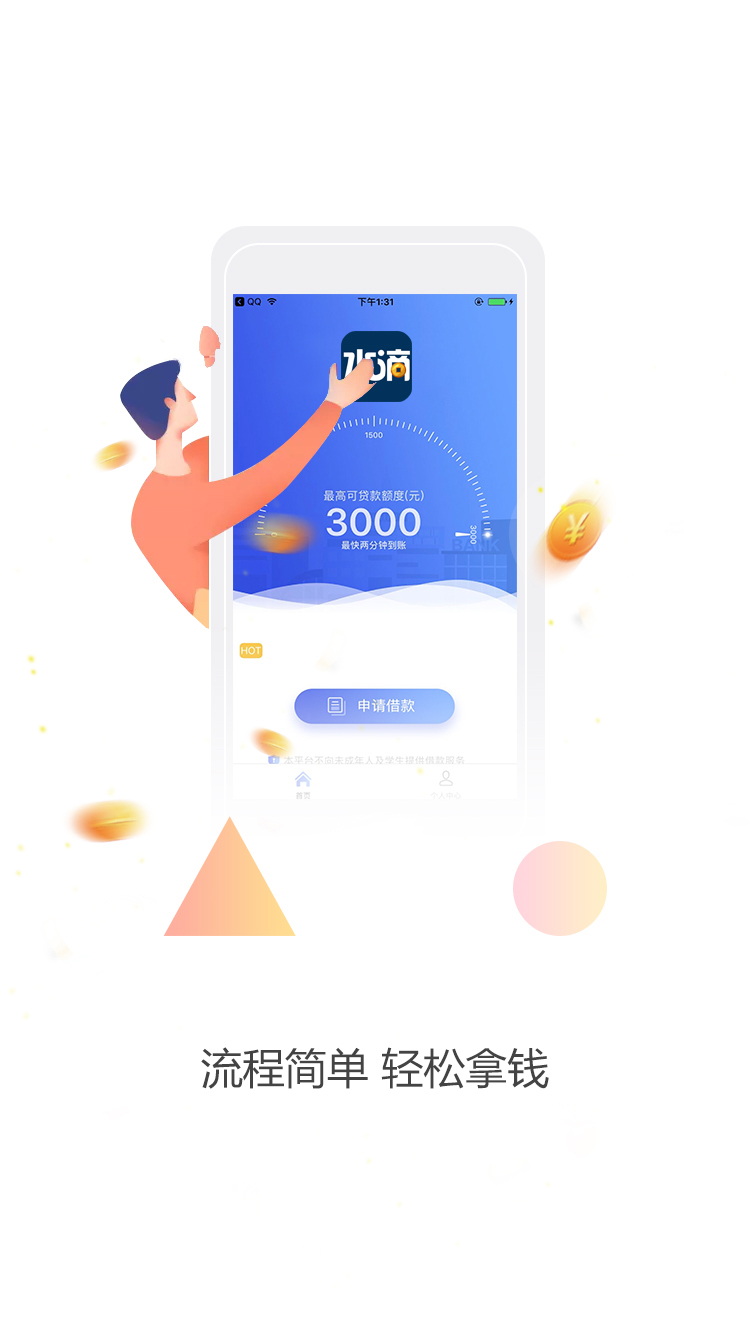 QQ
下午1:31
水滴
1500
最高可贷款额度(元)
3000
最快两分钟到账
3000
BANK
HOT
申请借款
本平台不向未成年人及学生提供借款服务
首页
个人中心
流程简单 轻松拿钱